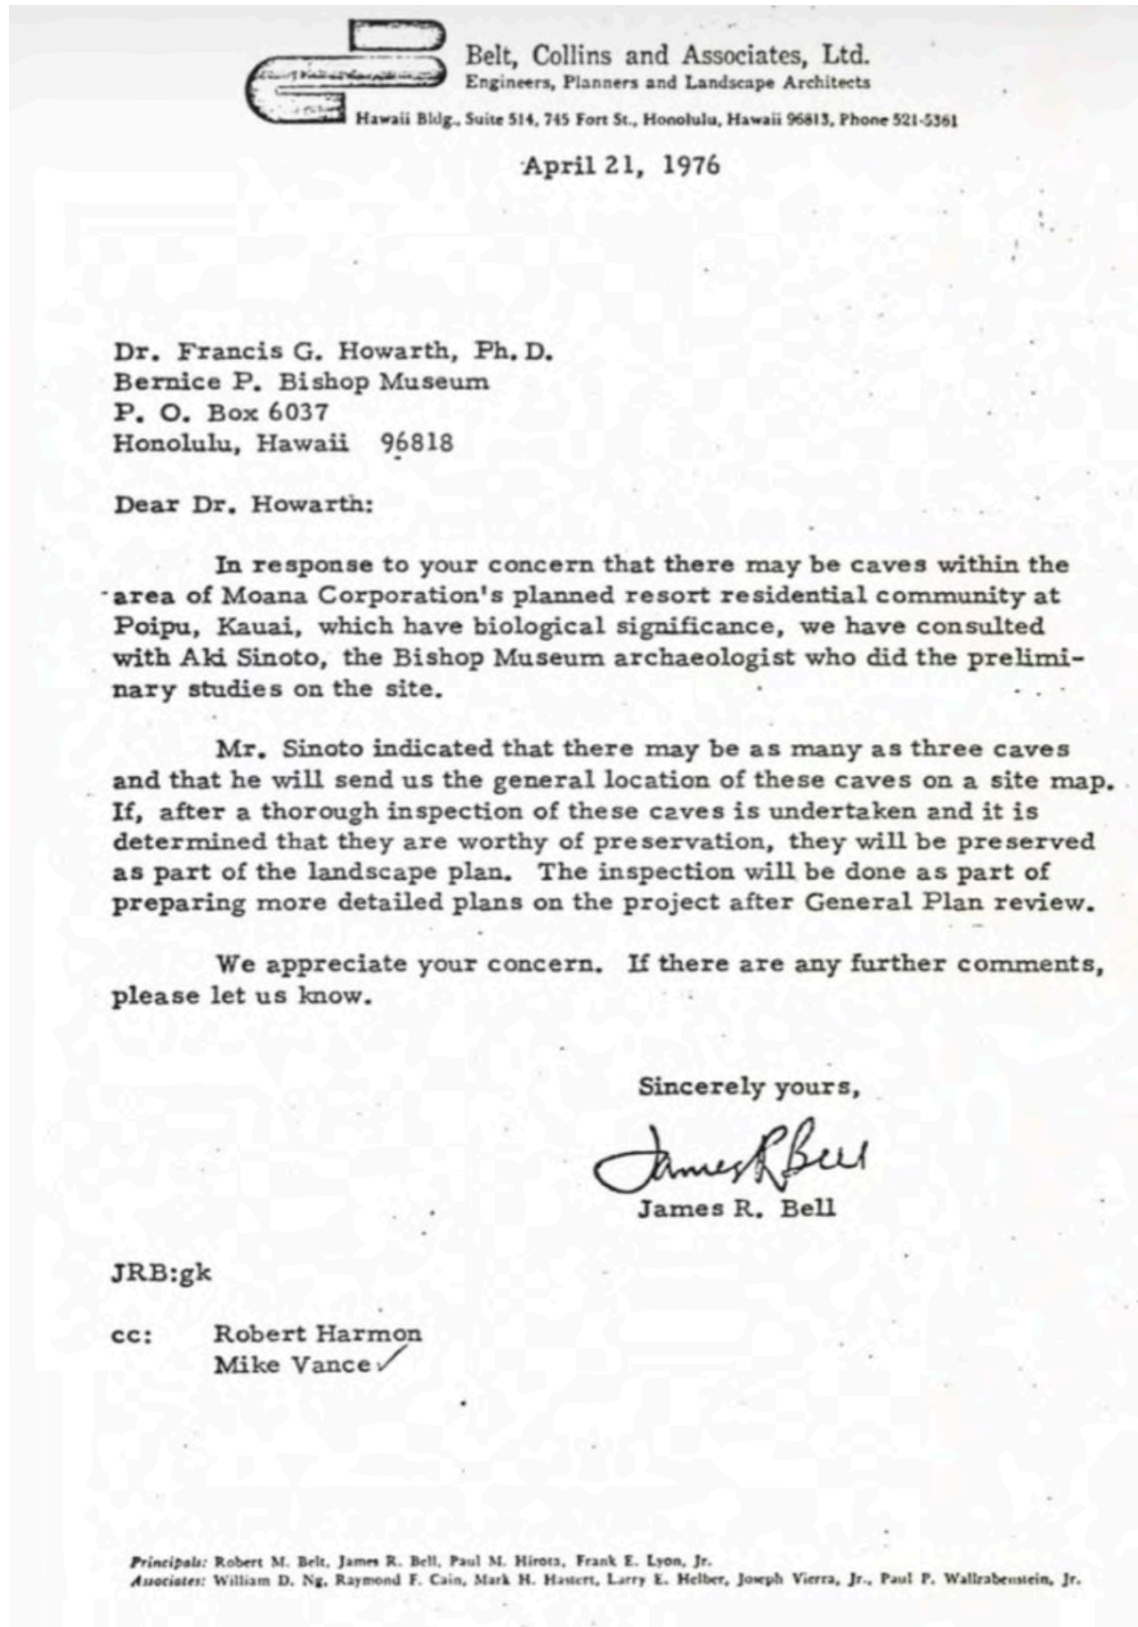 Belt, Collins and Associates, Ltd.
Engineers, Planners and Landscape Architects
Hawaii Bldg., Suite 514, 745 Fort St., Honolulu, Hawaii 96813, Phone 521-5361
April 21, 1976
Dr. Francis G. Howarth, Ph. D.
Bernice P. Bishop Museum
P. O. Box 6037
Honolulu, Hawaii 96818
Dear Dr. Howarth:
In response to your concern that there may be caves within the
area of Moana Corporation's planned resort residential community at
Poipu, Kauai, which have biological significance, we have consulted
with Aki Sinoto, the Bishop Museum archaeologist who did the prelimi-
nary studies on the site.
Mr. Sinoto indicated that there may be as many as three caves
and that he will send us the general location of these caves on a site map.
If, after a thorough inspection of these caves is undertaken and it is
determined that they are worthy of preservation, they will be preserved
as part of the landscape plan. The inspection will be done as part of
preparing more detailed plans on the project after General Plan review.
We appreciate your concern. If there are any further comments,
please let us know.
Sincerely yours,
James R Bell
James R. Bell
JRB:gk
cc: Robert Harmon
Mike Vance ✓
Principals: Robert M. Belt, James R. Bell, Paul M. Hirota, Frank E. Lyon, Jr.
Associates: William D. Ng, Raymond F. Cain, Mark H. Hastert, Larry E. Helber, Joseph Vierra, Jr., Paul P. Wallrabenstein, Jr.